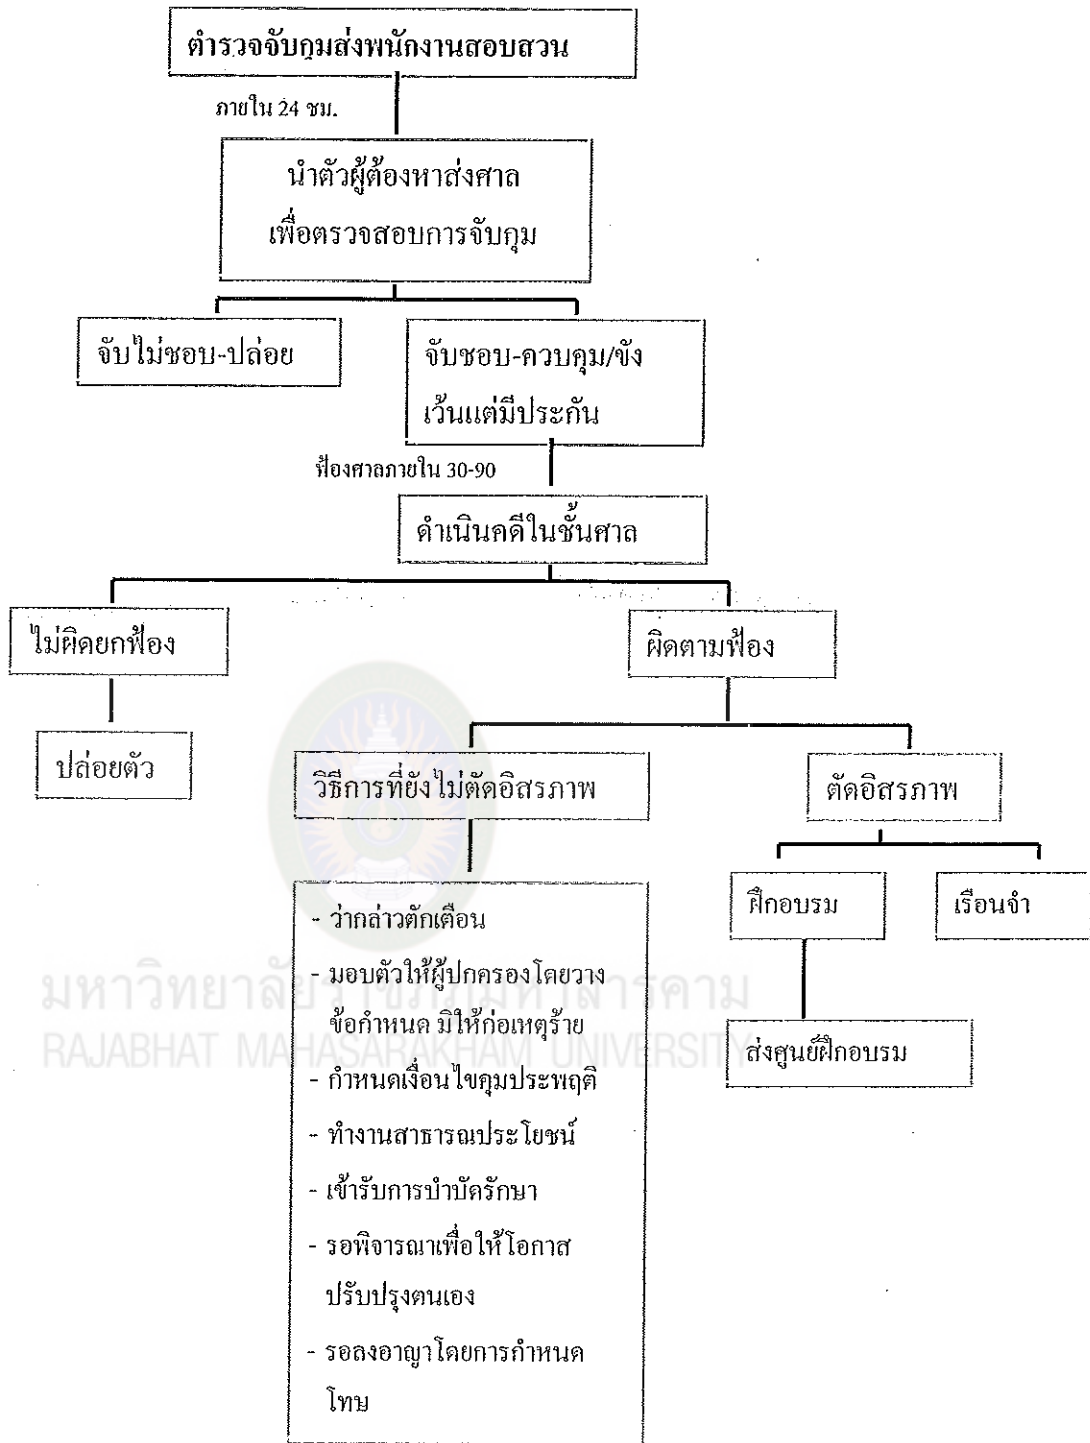 ตำรวจจับกุมส่งพนักงานสอบสวน
ภายใน 24 ชม.
นำตัวผู้ต้องหาส่งศาล
เพื่อตรวจสอบการจับกุม
จับไม่ชอบ-ปล่อย
จับชอบ-ควบคุม/ขัง
เว้นแต่มีประกัน
ฟ้องศาลภายใน 30-90
ดำเนินคดีในชั้นศาล
ไม่ผิดยกฟ้อง
ผิดตามฟ้อง
ปล่อยตัว
วิธีการที่ยังไม่ตัดอิสรภาพ
ตัดอิสรภาพ
ฝึกอบรม
เรือนจำ
ส่งศูนย์ฝึกอบรม
- ว่ากล่าวตักเตือน
- มอบตัวให้ผู้ปกครองโดยวาง
ข้อกำหนด มิให้ก่อเหตุร้าย
- กำหนดเงื่อนไขคุมประพฤติ
- ทำงานสาธารณประโยชน์
- เข้ารับการบำบัดรักษา
- รอพิจารณาเพื่อให้โอกาส
ปรับปรุงตนเอง
- รอลงอาญาโดยการกำหนด
โทษ
มหาวิทยาลัยราชภัฏมหาสารคาม
RAJABHAT MAHASARAKHAM UNIVERSITY